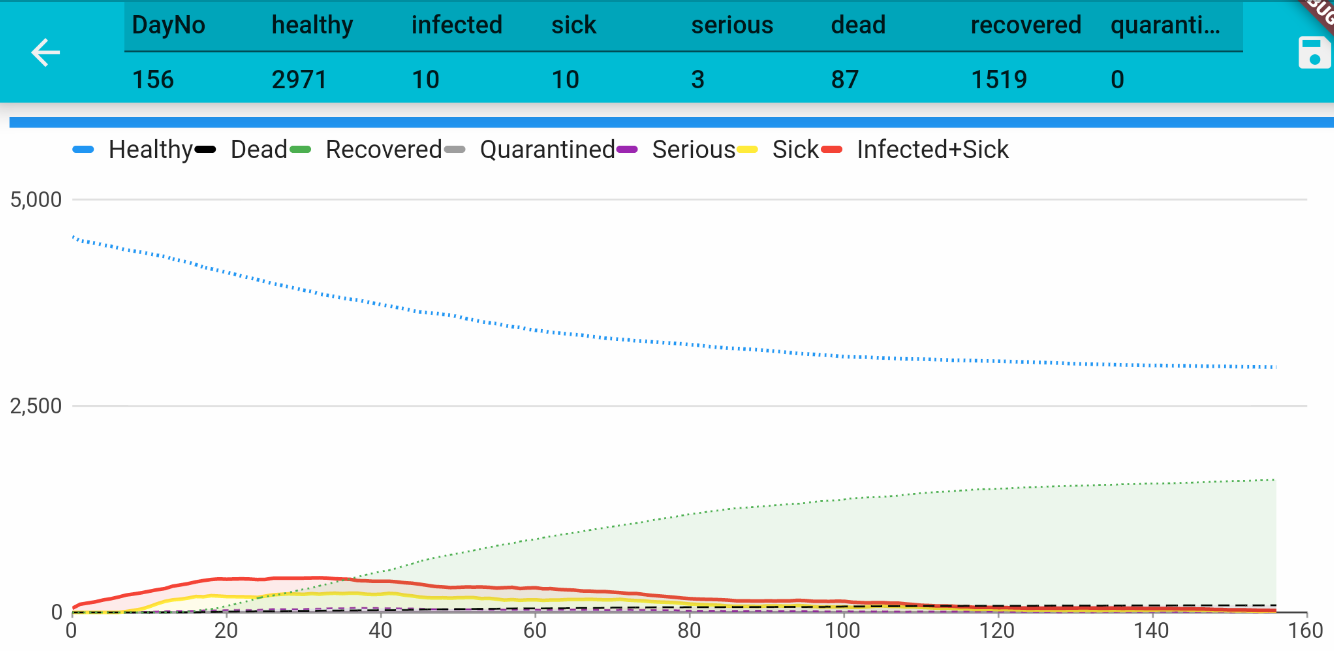 DayNo healthy infected sick serious dead recovered quaranti...
156 2971 10 10 3 87 1519 0
Healthy Dead Recovered Quarantined Serious Sick Infected+Sick
5,000
2,500
0
0 20 40 60 80 100 120 140 160